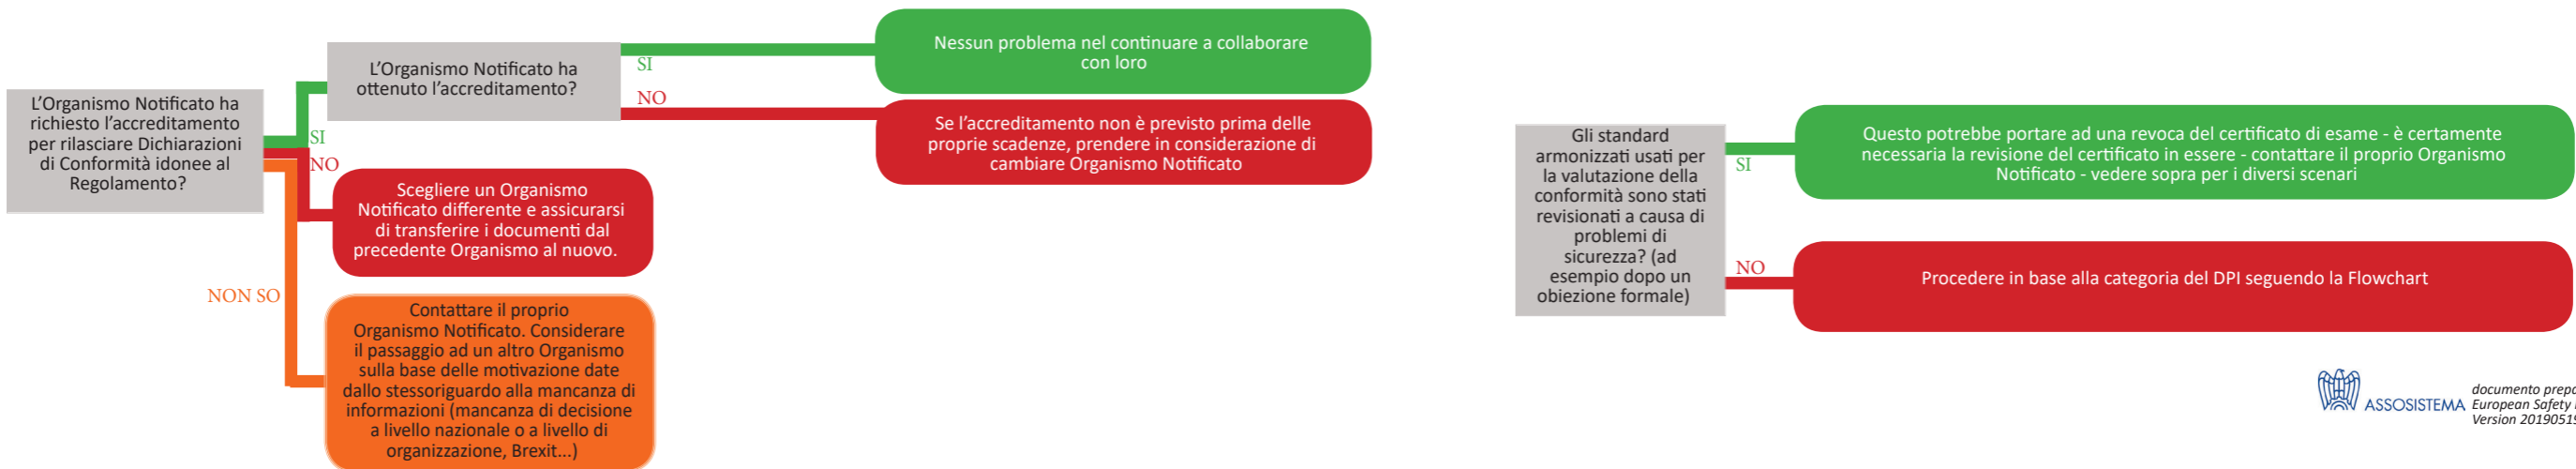 L'Organismo Notificato ha
richiesto l'accreditamento
per rilasciare Dichiarazioni
di Conformità idonee al
Regolamento?
SI
NO
NON SO
L'Organismo Notificato ha
ottenuto l'accreditamento?
SI
NO
Nessun problema nel continuare a collaborare
con loro
Se l'accreditamento non è previsto prima delle
proprie scadenze, prendere in considerazione di
cambiare Organismo Notificato
Scegliere un Organismo
Notificato differente e assicurarsi
di transferire i documenti dal
precedente Organismo al nuovo.
Contattare il proprio
Organismo Notificato. Considerare
il passaggio ad un altro Organismo
sulla base delle motivazione date
dallo stessoriguardo alla mancanza di
informazioni (mancanza di decisione
a livello nazionale o a livello di
organizzazione, Brexit...)
Gli standard
armonizzati usati per
la valutazione della
conformità sono stati
revisionati a causa di
problemi di
sicurezza? (ad
esempio dopo un
obiezione formale)
SI
NO
Questo potrebbe portare ad una revoca del certificato di esame - è certamente
necessaria la revisione del certificato in essere - contattare il proprio Organismo
Notificato - vedere sopra per i diversi scenari
Procedere in base alla categoria del DPI seguendo la Flowchart
ASSOSISTEMA
documento
European Safety
Version 2019051